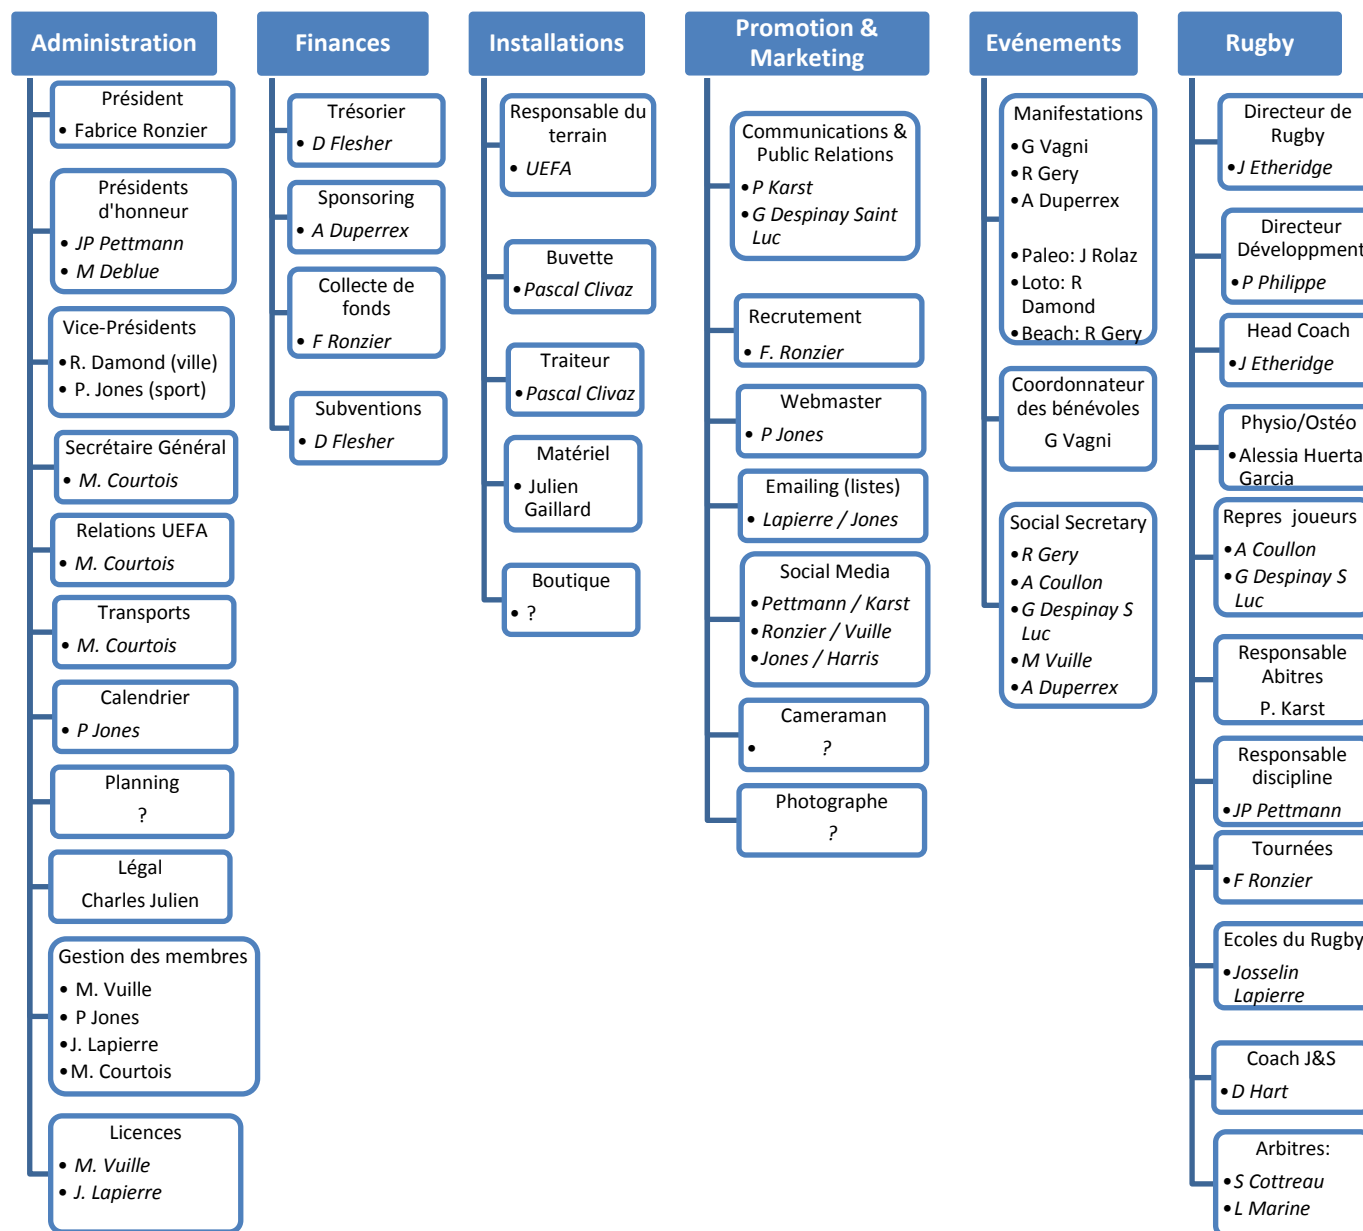 Administration
Président
• Fabrice Ronzier
Présidents
d'honneur
• JP Pettmann
• M Deblue
Vice-Présidents
• R. Damond (ville)
• P. Jones (sport)
Secrétaire Général
• M. Courtois
Relations UEFA
• M. Courtois
Transports
• M. Courtois
Calendrier
• P Jones
Planning
?
Légal
Charles Julien
Gestion des membres
• M. Vuille
• P Jones
• J. Lapierre
• M. Courtois
Licences
• M. Vuille
• J. Lapierre
Finances
Trésorier
• D Flesher
Sponsoring
• A Duperrex
Collecte de
fonds
• F Ronzier
Subventions
• D Flesher
Installations
Responsable du
terrain
• UEFA
Buvette
• Pascal Clivaz
Traiteur
• Pascal Clivaz
Matériel
• Julien
Gaillard
Boutique
• ?
Promotion &
Marketing
Communications &
Public Relations
• P Karst
• G Despinay Saint
Luc
Recrutement
• F. Ronzier
Webmaster
• P Jones
Emailing (listes)
• Lapierre / Jones
Social Media
• Pettmann / Karst
• Ronzier / Vuille
• Jones / Harris
Cameraman
• ?
Photographe
?
Evénements
Manifestations
• G Vagni
• R Gery
• A Duperrex
• Paleo: J Rolaz
• Loto: R
Damond
• Beach: R Gery
Coordonnateur
des bénévoles
G Vagni
Social Secretary
• R Gery
• A Coullon
• G Despinay S
Luc
• M Vuille
• A Duperrex
Rugby
Directeur de
Rugby
• J Etheridge
Directeur
Développment
• P Philippe
Head Coach
• J Etheridge
Physio/Ostéo
• Alessia Huerta
Garcia
Repres joueurs
• A Coullon
• G Despinay S
Luc
Responsable
Abitres
P. Karst
Responsable
discipline
• JP Pettmann
Tournées
• F Ronzier
Ecoles du Rugby
• Josselin
Lapierre
Coach J&S
• D Hart
Arbitres:
• S Cottreau
• L Marine